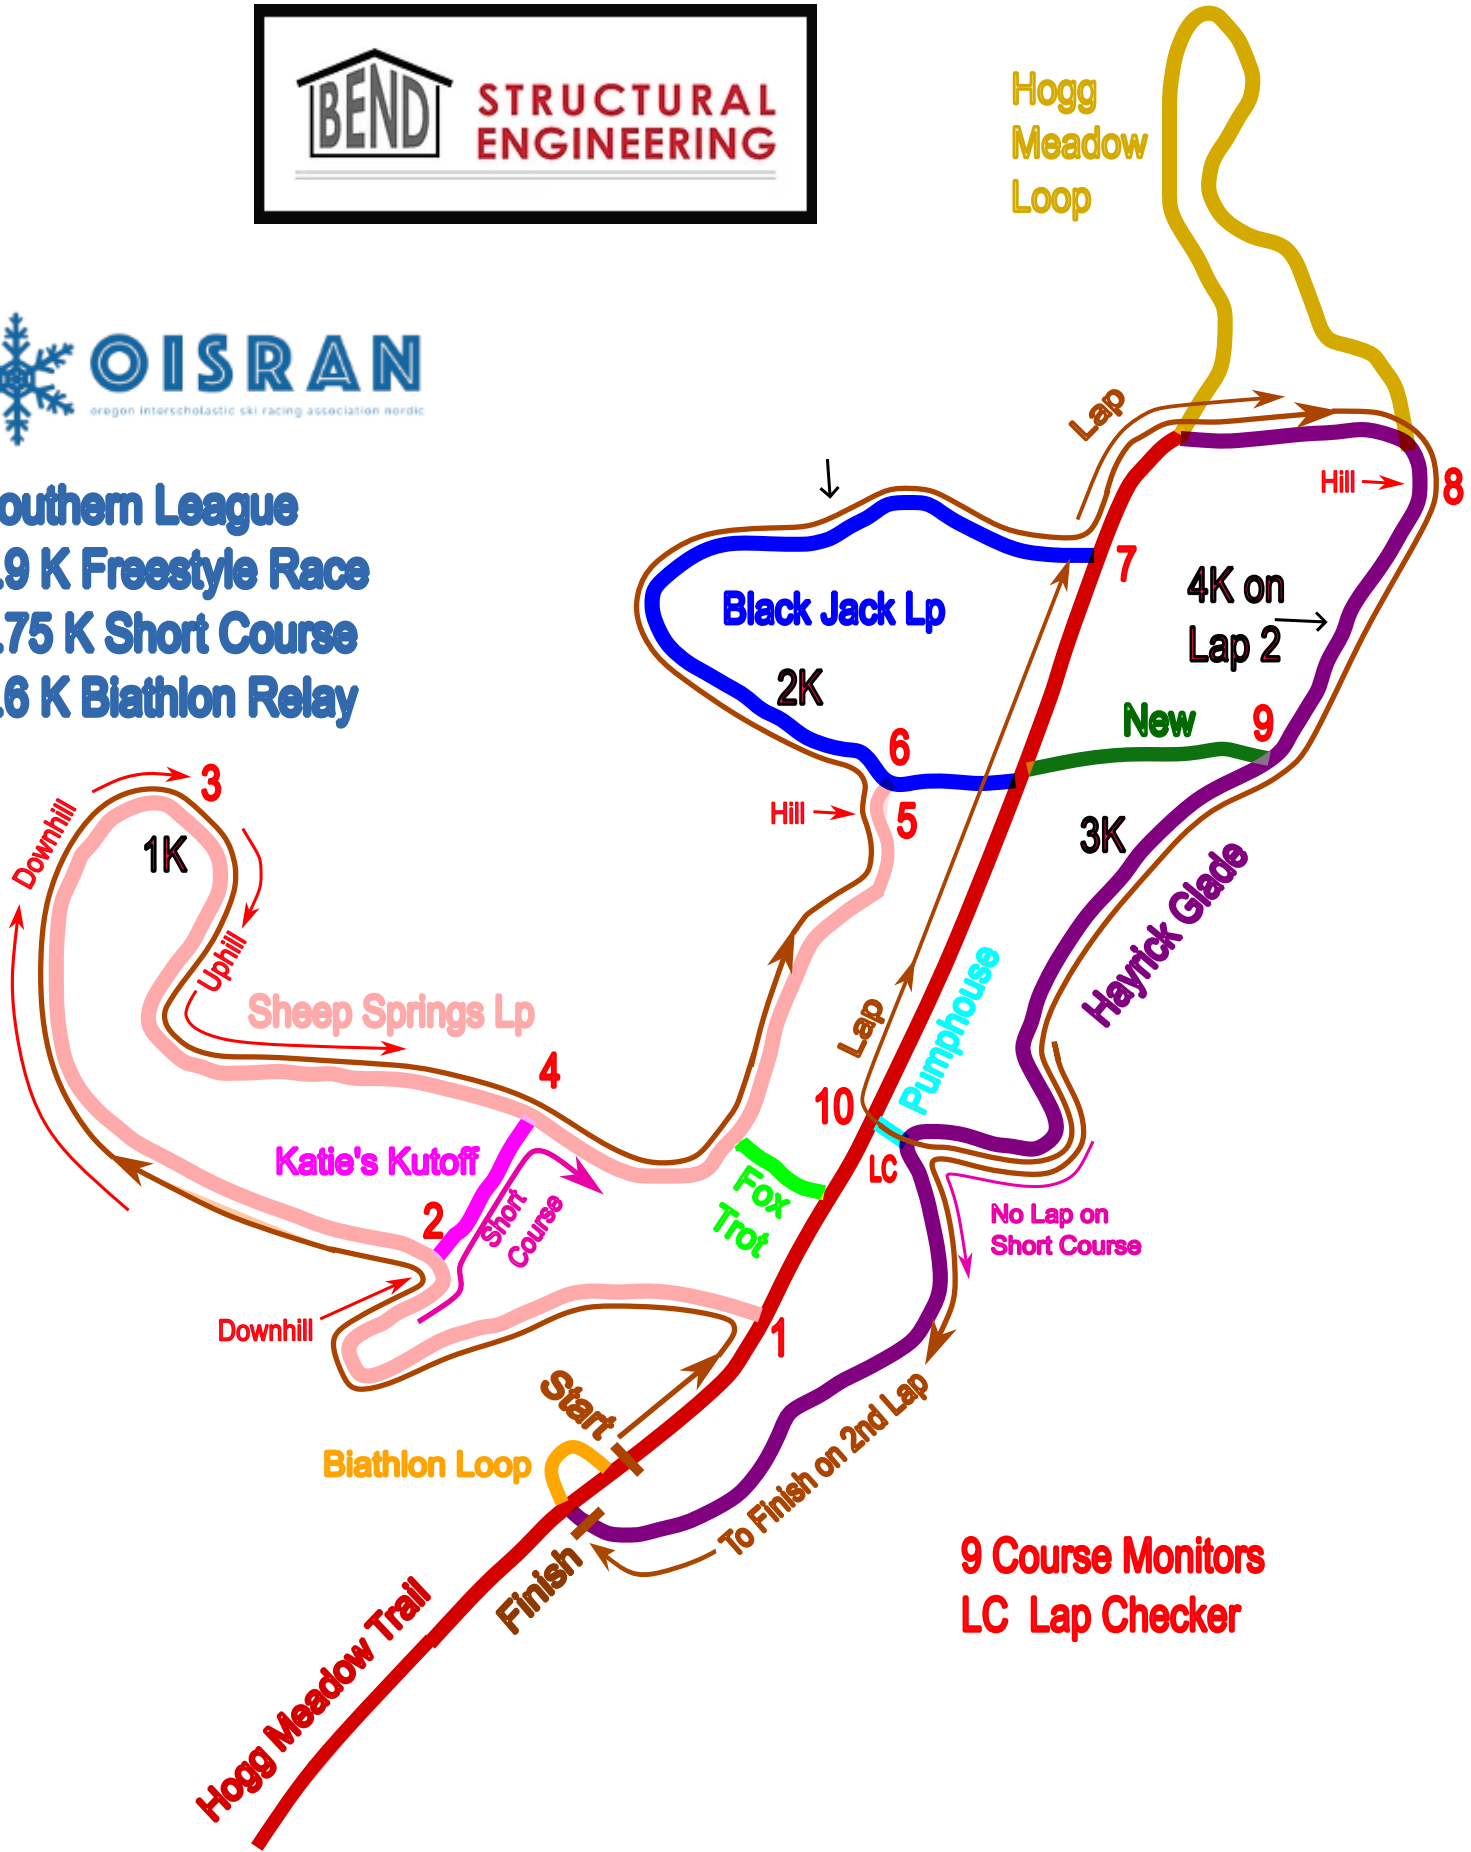 BEND
STRUCTURAL
ENGINEERING
Hogg
Meadow
Loop
OISRAN
oregon interscholastic ski racing association nordic
outhern League
.9 K Freestyle Race
.75 K Short Course
.6 K Biathlon Relay
Lap
Hill
8
7
4K on
Lap 2
Black Jack Lp
2K
New
9
6
3
Downhill
1K
Hill
5
3K
Hayrick Glade
Uphill
Sheep Springs Lp
Lap
Pumphouse
4
10
LC
Katie's Kutoff
2
Short
Course
Fox
Trot
No Lap on
Short Course
Downhill
1
Start
Biathlon Loop
To Finish on 2nd Lap
Finish
9 Course Monitors
LC Lap Checker
Hogg Meadow Trail